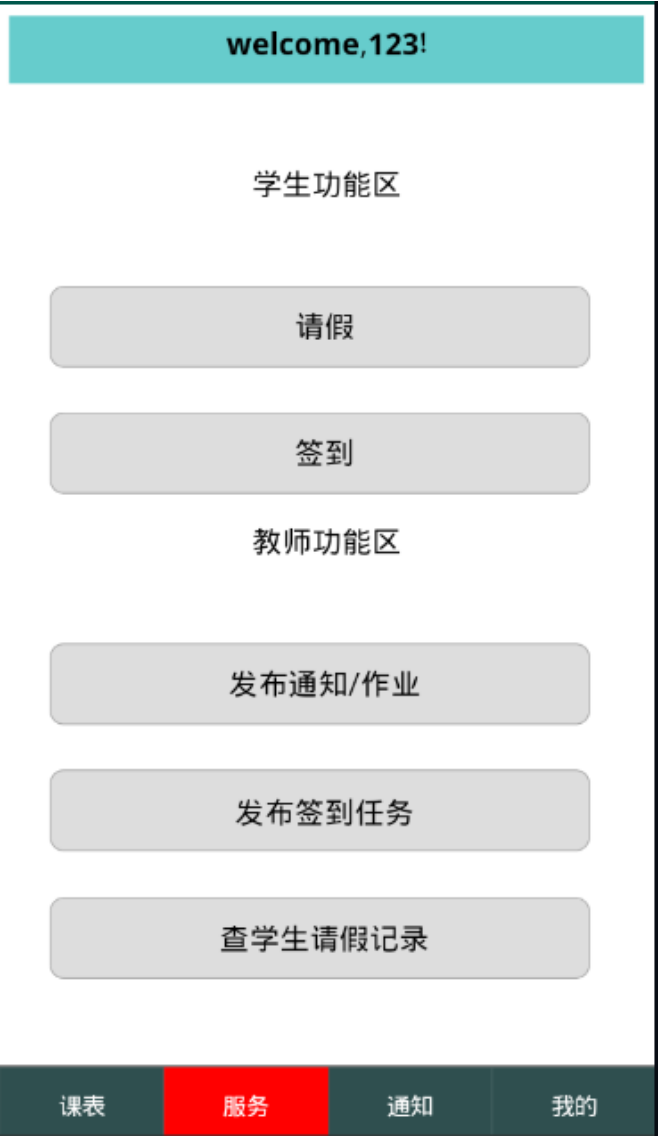 welcome,123!
学生功能区
请假
签到
教师功能区
发布通知/作业
发布签到任务
查学生请假记录
课表 服务 通知 我的